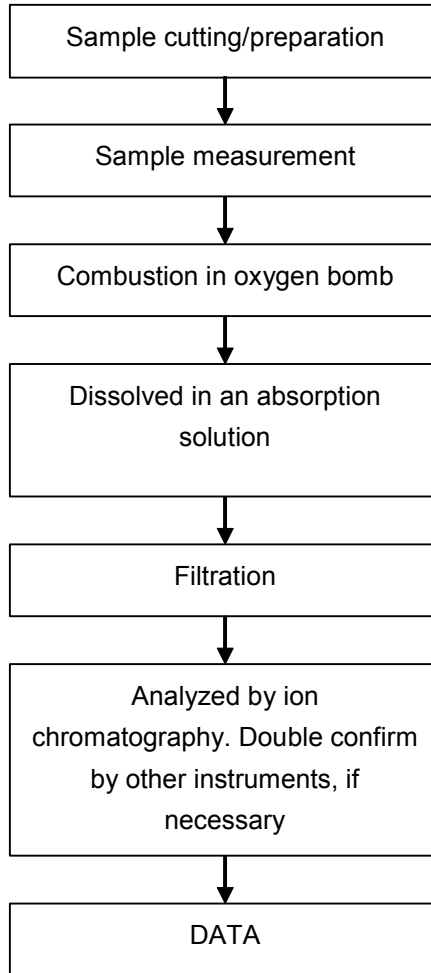 Sample cutting/preparation
Sample measurement
Combustion in oxygen bomb
Dissolved in an absorption
solution
Filtration
Analyzed by ion
chromatography. Double confirm
by other instruments, if
necessary
DATA